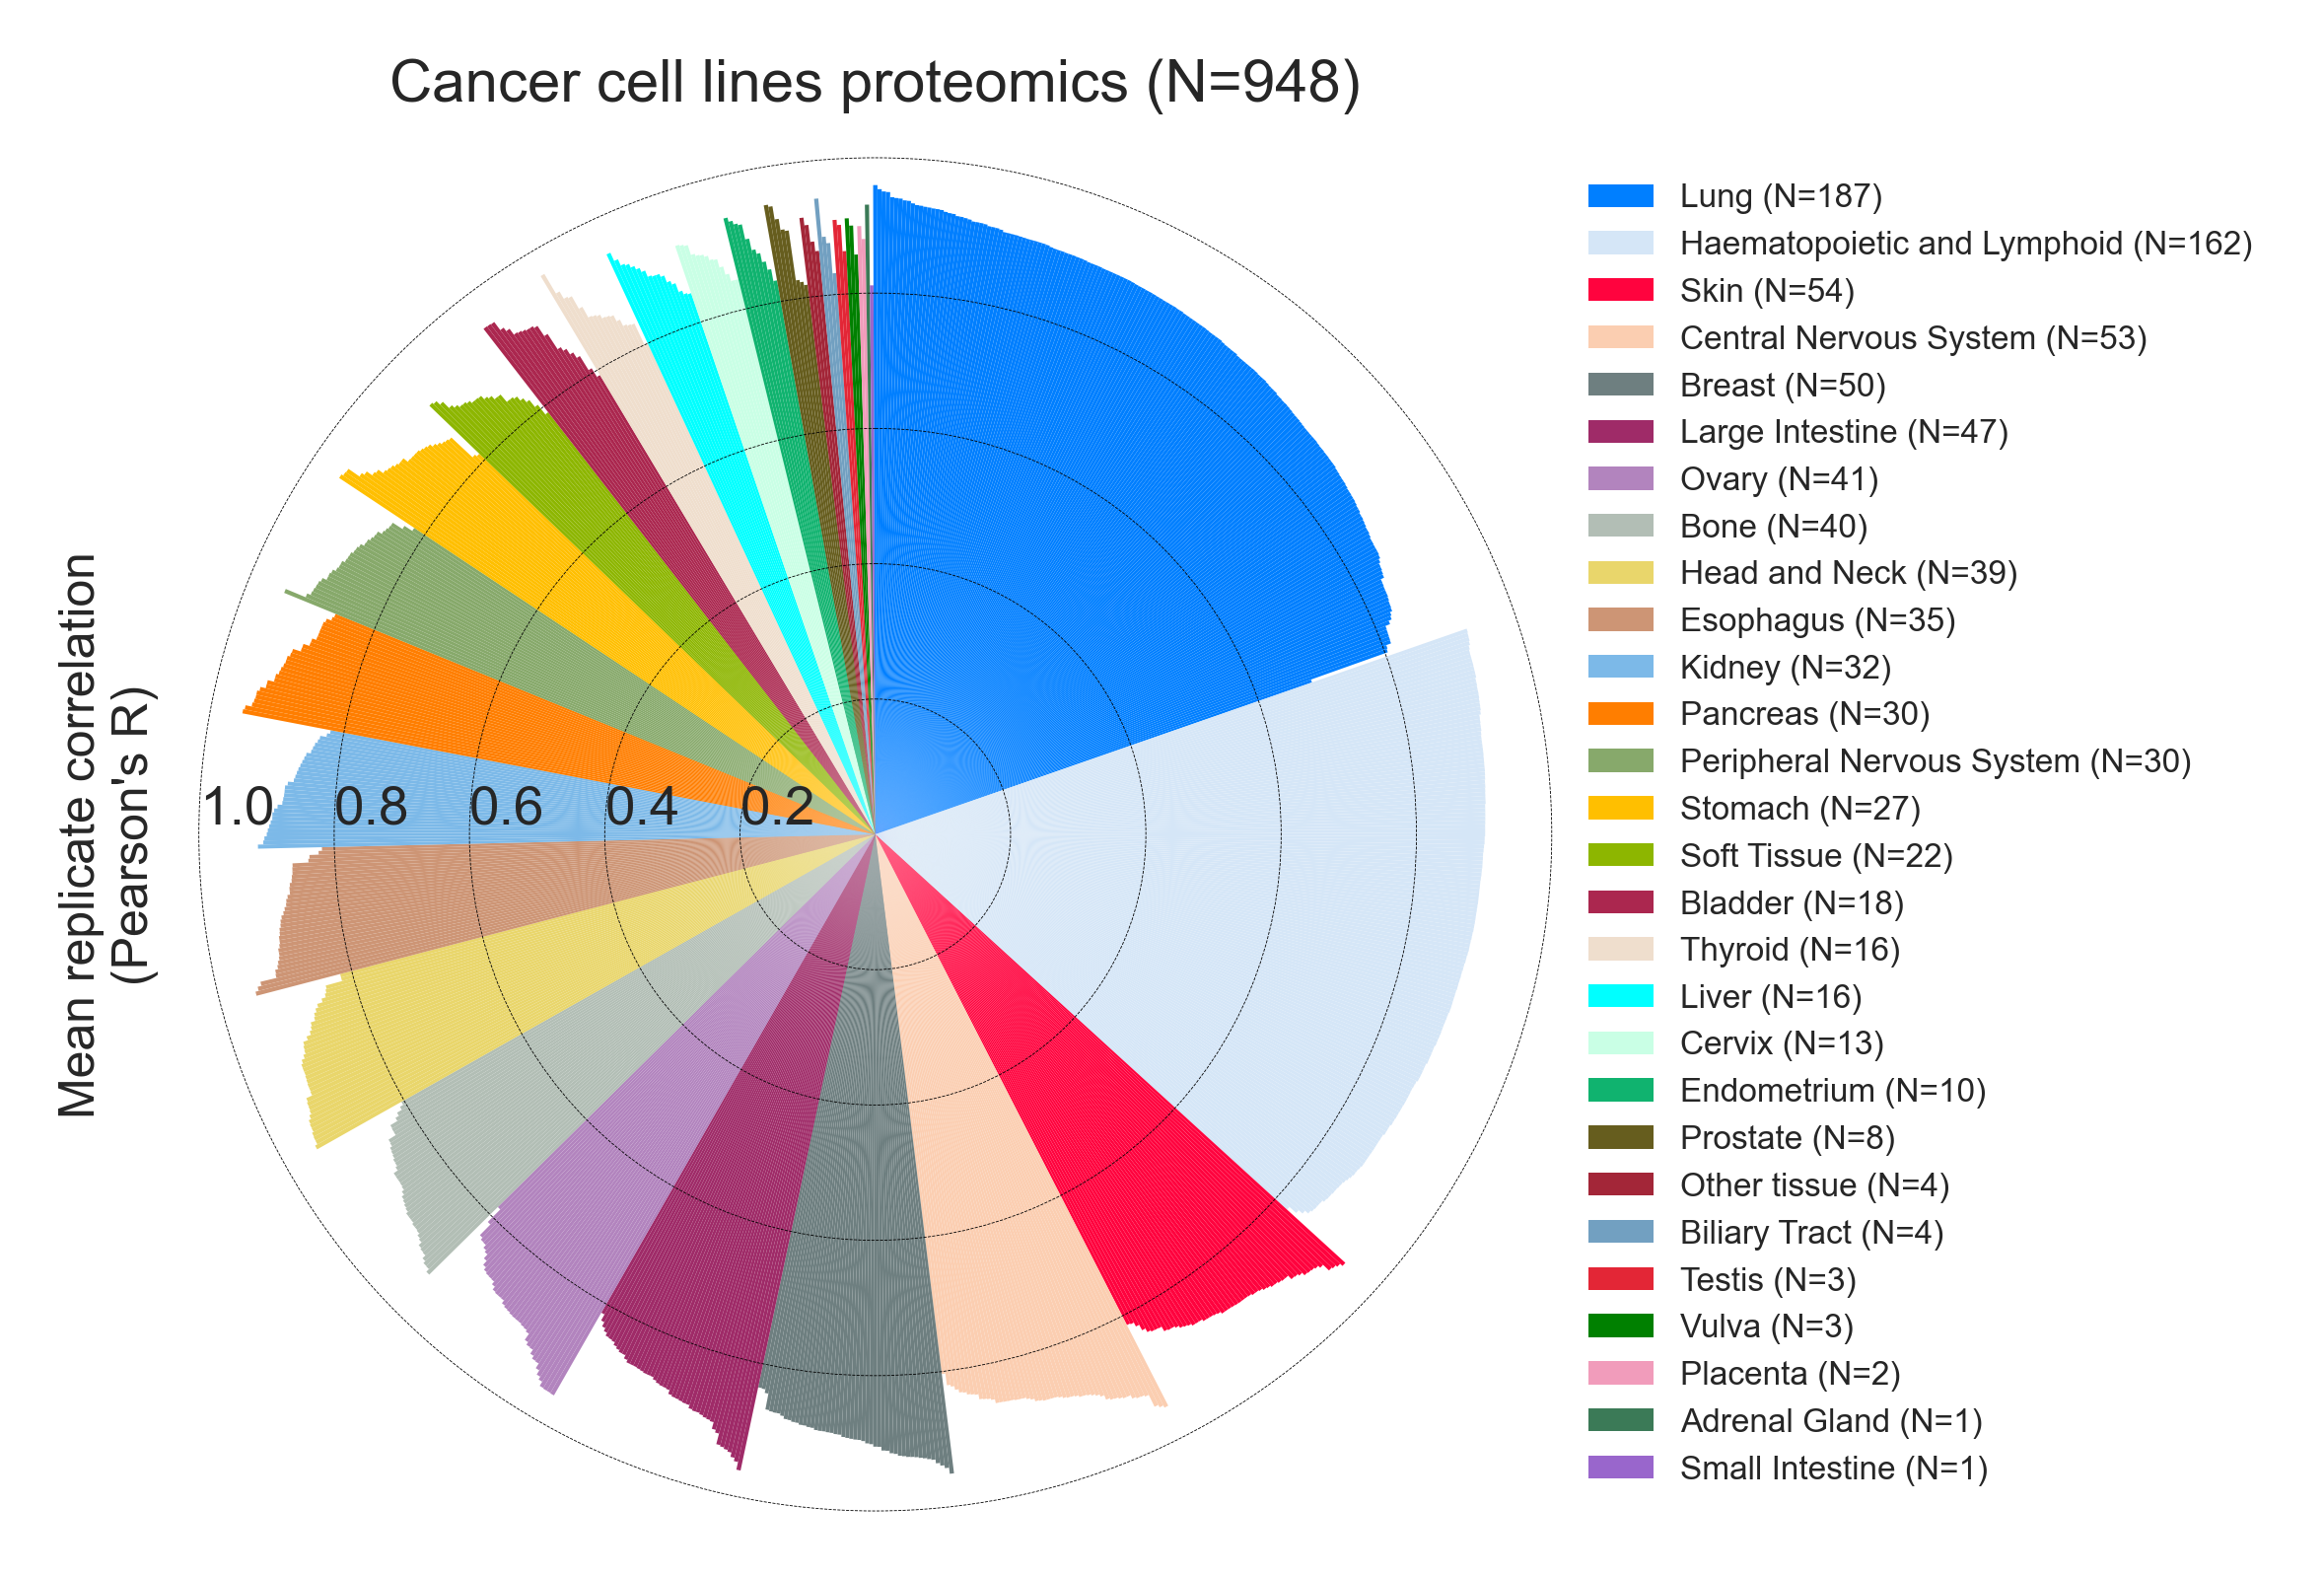 Cancer cell lines proteomics (N=948)
Mean replicate correlation
(Pearson's R)
1.0
0.8
0.6
0.4
0.2
Lung (N=187)
Haematopoietic and Lymphoid (N=162)
Skin (N=54)
Central Nervous System (N=53)
Breast (N=50)
Large Intestine (N=47)
Ovary (N=41)
Bone (N=40)
Head and Neck (N=39)
Esophagus (N=35)
Kidney (N=32)
Pancreas (N=30)
Peripheral Nervous System (N=30)
Stomach (N=27)
Soft Tissue (N=22)
Bladder (N=18)
Thyroid (N=16)
Liver (N=16)
Cervix (N=13)
Endometrium (N=10)
Prostate (N=8)
Other tissue (N=4)
Biliary Tract (N=4)
Testis (N=3)
Vulva (N=3)
Placenta (N=2)
Adrenal Gland (N=1)
Small Intestine (N=1)